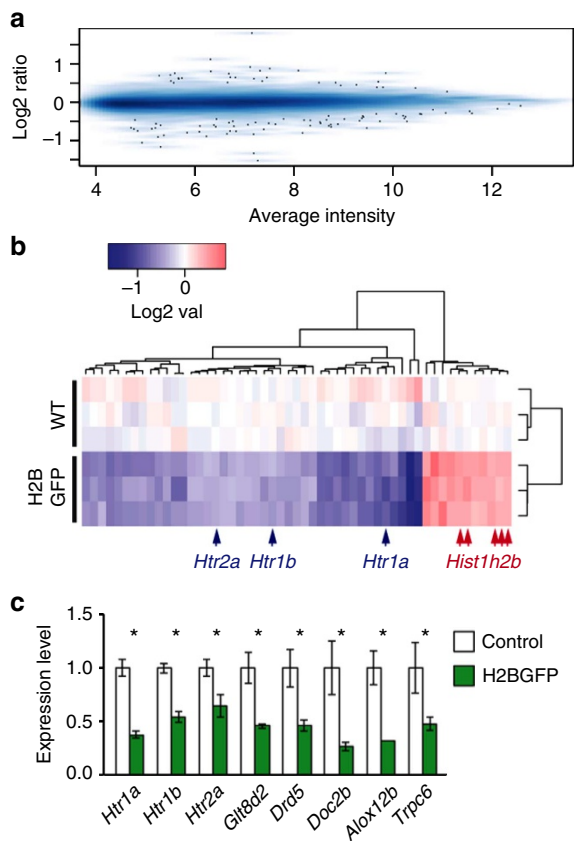 a
Log2 ratio
1
0
−1
4 6 8 10 12
Average intensity
b
−1 0
Log2 val
WT
H2B
GFP
Htr2a Htr1b Htr1a Hist1h2b
c
Expression level
1.5
1.0
0.5
0.0
* * * * * * * *
Control
H2BGFP
Htr1a Htr1b Htr2a Glt8d2 Drd5 Doc2b Alox12b Trpc6